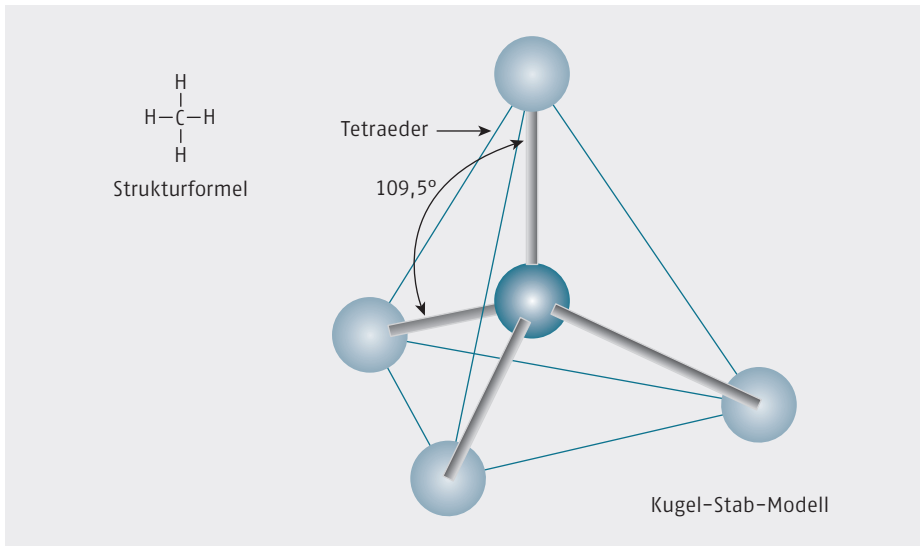 H
H–C–H
H
Strukturformel
Tetraeder
109,5°
Kugel-Stab-Modell